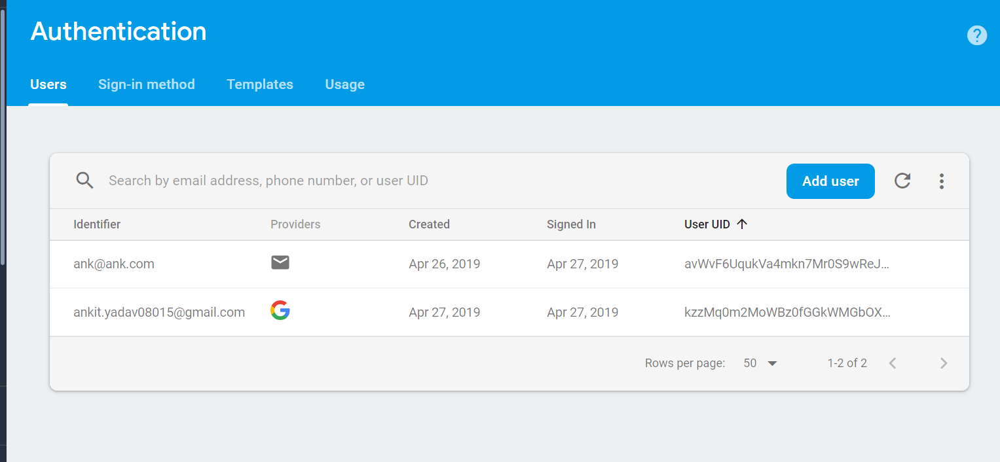 Authentication
?
Users Sign-in method Templates Usage
Search by email address, phone number, or user UID Add user
Identifier Providers Created Signed In User UID
ank@ank.com Apr 26, 2019 Apr 27, 2019 avWvF6UqukVa4mkn7Mr0S9wReJ...
ankit.yadav08015@gmail.com Apr 27, 2019 Apr 27, 2019 kzzMq0m2MoWBz0fGGkWMGbOX...
Rows per page: 50 1-2 of 2